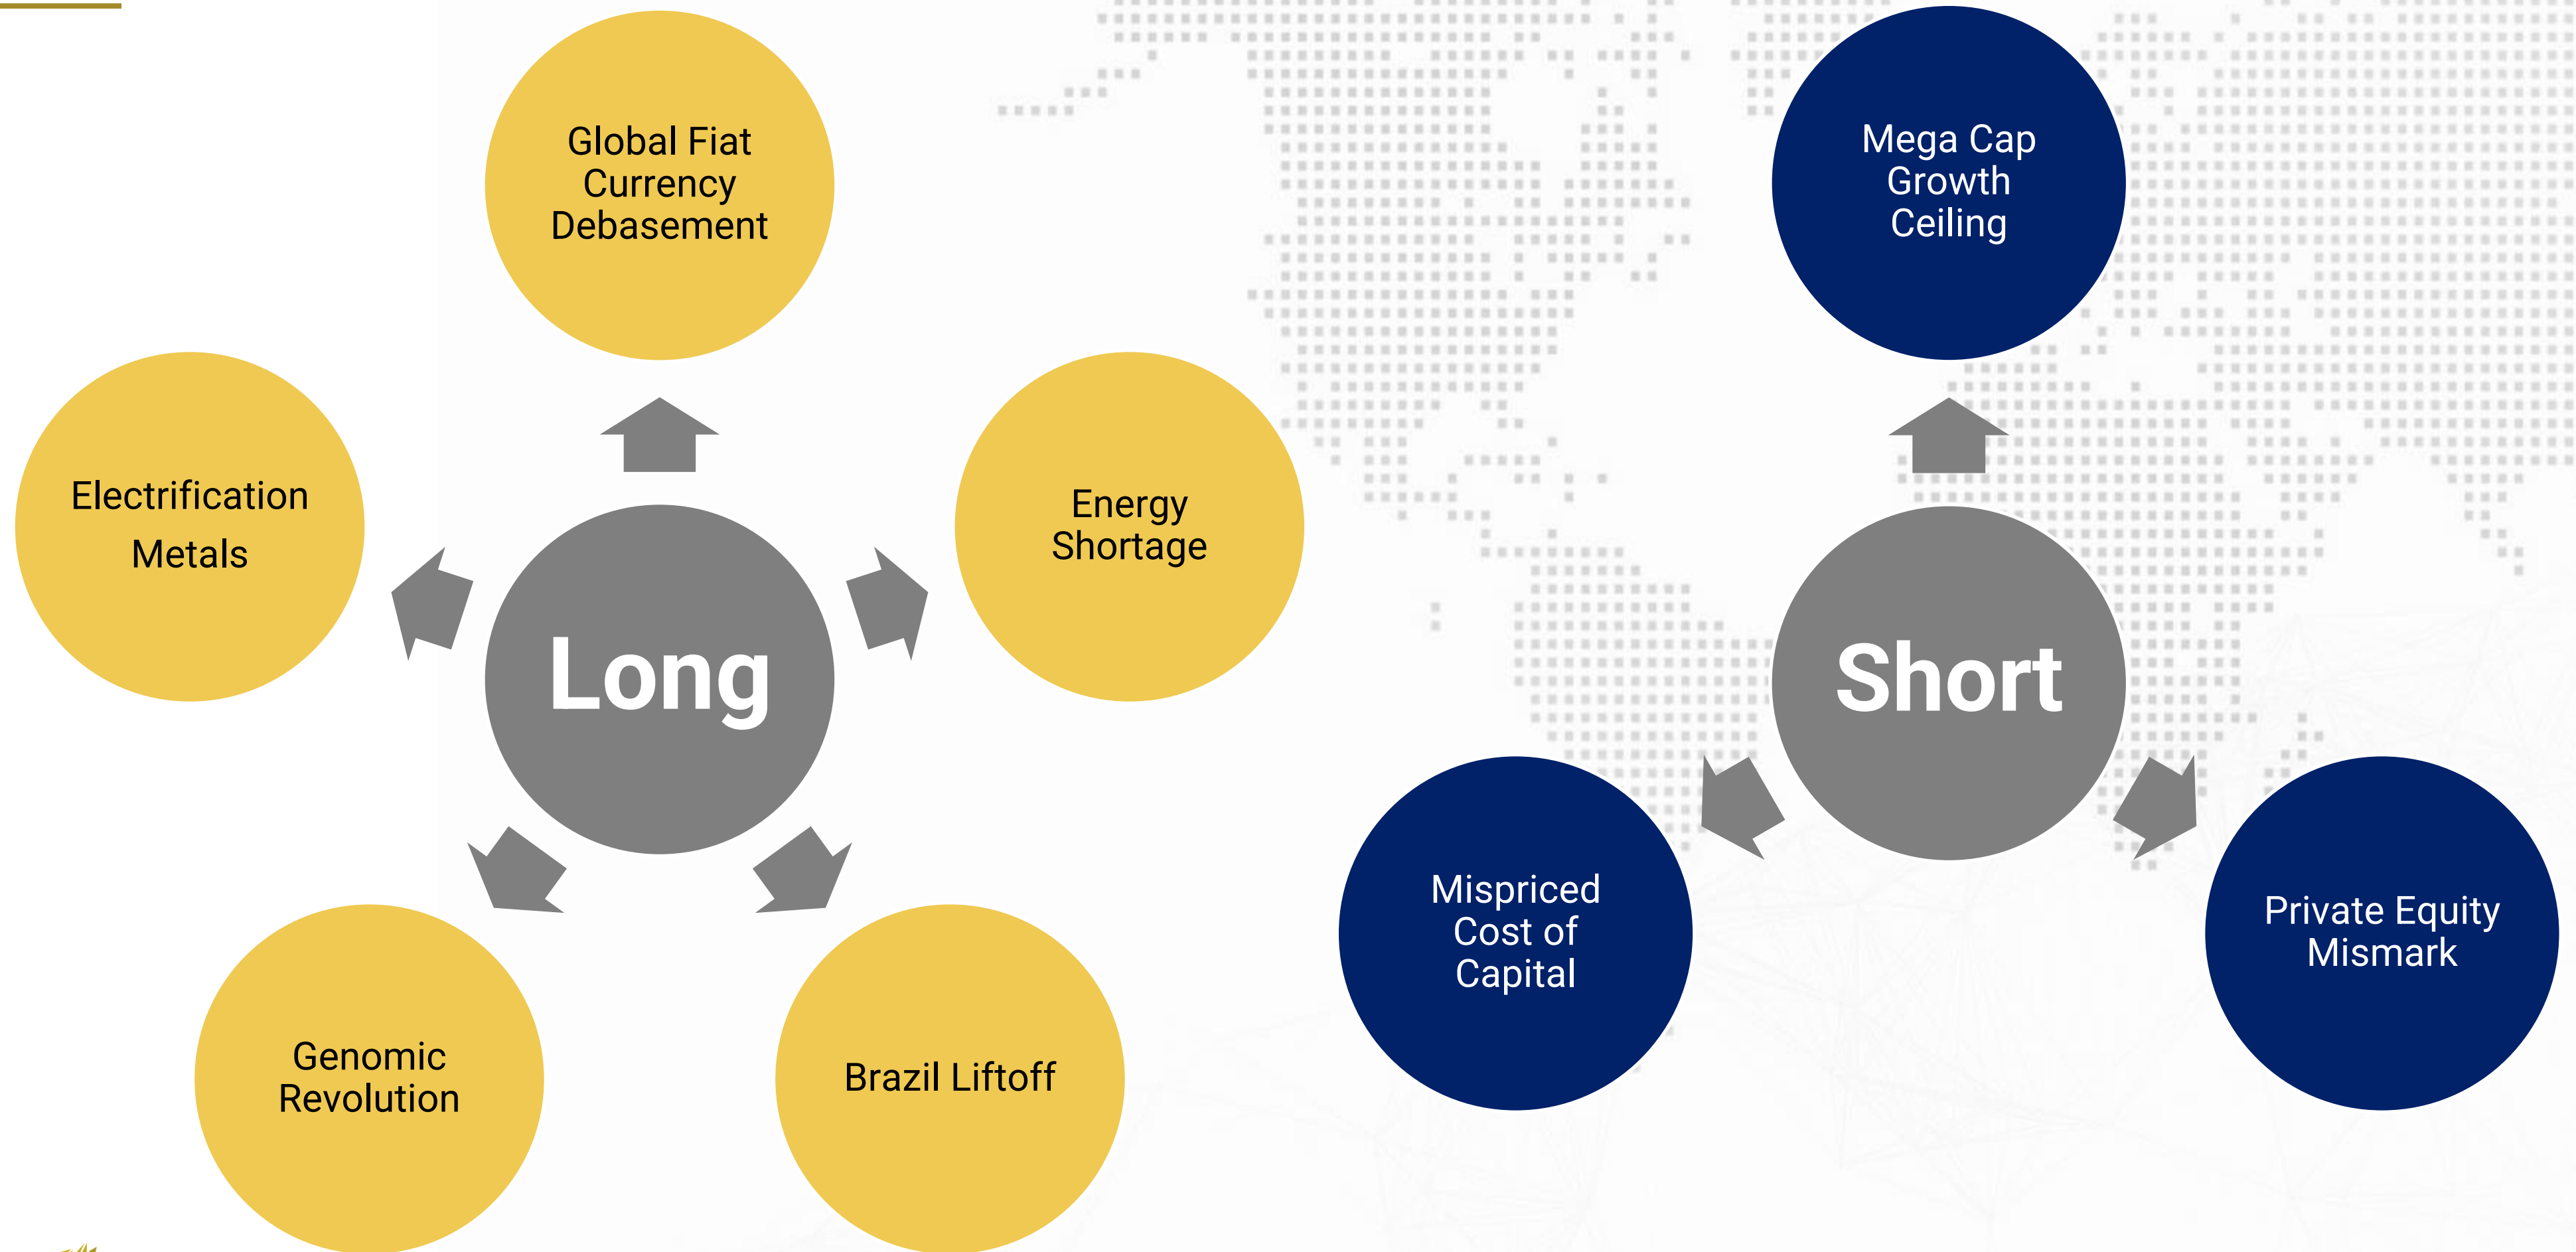 Global Fiat
Currency
Debasement
Electrification
Metals
Energy
Shortage
Long
Genomic
Revolution
Brazil Liftoff
Mega Cap
Growth
Ceiling
Short
Mispriced
Cost of
Capital
Private Equity
Mismark